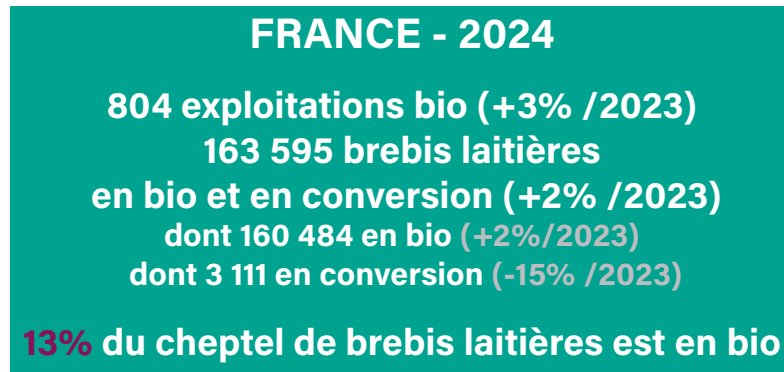 FRANCE - 2024
804 exploitations bio (+3% /2023)
163 595 brebis laitières
en bio et en conversion (+2% /2023)
dont 160 484 en bio (+2%/2023)
dont 3 111 en conversion (-15% /2023)
13% du cheptel de brebis laitières est en bio